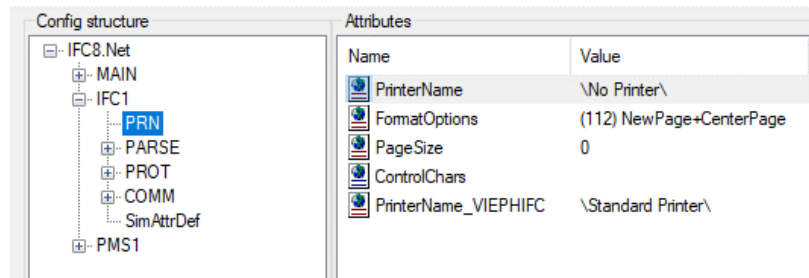 Config structure
IFC8.Net
MAIN
IFC1
PRN
PARSE
PROT
COMM
SimAttrDef
PMS1
Attributes
Name Value
PrinterName \No Printer\
FormatOptions (112) NewPage+CenterPage
PageSize 0
ControlChars
PrinterName_VIEPHIFC \Standard Printer\